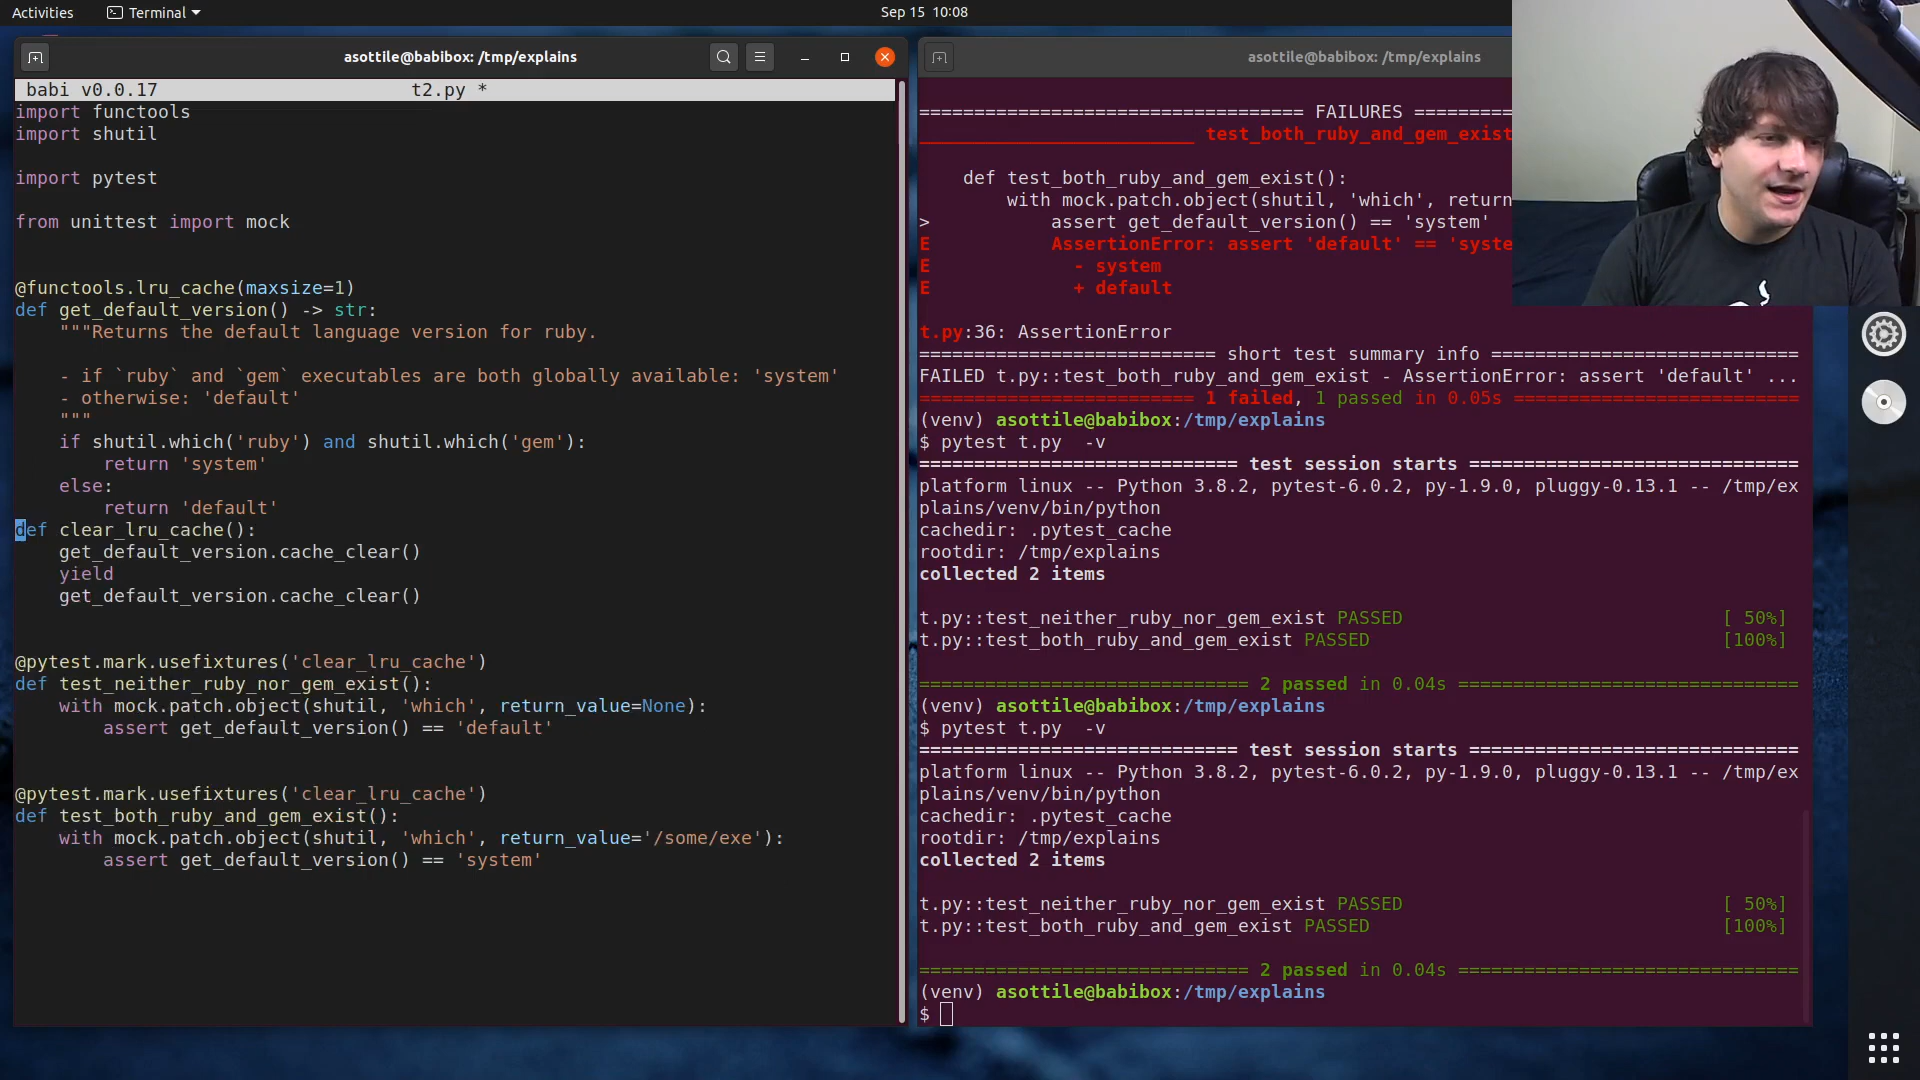 Activities
Terminal
Sep 15 10:08
asottile@babibox: /tmp/explains
babi v0.0.17 t2.py *
import functools
import shutil
import pytest
from unittest import mock
@functools.lru_cache(maxsize=1)
def get_default_version() -> str:
"""Returns the default language version for ruby.
- if `ruby` and `gem` executables are both globally available: 'system'
- otherwise: 'default'
"""
if shutil.which('ruby') and shutil.which('gem'):
return 'system'
else:
return 'default'
def clear_lru_cache():
get_default_version.cache_clear()
yield
get_default_version.cache_clear()
@pytest.mark.usefixtures('clear_lru_cache')
def test_neither_ruby_nor_gem_exist():
with mock.patch.object(shutil, 'which', return_value=None):
assert get_default_version() == 'default'
@pytest.mark.usefixtures('clear_lru_cache')
def test_both_ruby_and_gem_exist():
with mock.patch.object(shutil, 'which', return_value='/some/exe'):
assert get_default_version() == 'system'
asottile@babibox: /tmp/explains
================================== FAILURES ==========
_________________________ test_both_ruby_and_gem_exist
def test_both_ruby_and_gem_exist():
with mock.patch.object(shutil, 'which', return
> assert get_default_version() == 'system'
E AssertionError: assert 'default' == 'syste
E - system
E + default
t.py:36: AssertionError
=========================== short test summary info ============================
FAILED t.py::test_both_ruby_and_gem_exist - AssertionError: assert 'default' ...
========================= 1 failed, 1 passed in 0.05s ==========================
(venv) asottile@babibox:/tmp/explains
$ pytest t.py  -v
============================= test session starts ==============================
platform linux -- Python 3.8.2, pytest-6.0.2, py-1.9.0, pluggy-0.13.1 -- /tmp/ex
plains/venv/bin/python
cachedir: .pytest_cache
rootdir: /tmp/explains
collected 2 items
t.py::test_neither_ruby_nor_gem_exist PASSED [ 50%]
t.py::test_both_ruby_and_gem_exist PASSED [100%]
============================== 2 passed in 0.04s ===============================
(venv) asottile@babibox:/tmp/explains
$ pytest t.py  -v
============================= test session starts ==============================
platform linux -- Python 3.8.2, pytest-6.0.2, py-1.9.0, pluggy-0.13.1 -- /tmp/ex
plains/venv/bin/python
cachedir: .pytest_cache
rootdir: /tmp/explains
collected 2 items
t.py::test_neither_ruby_nor_gem_exist PASSED [ 50%]
t.py::test_both_ruby_and_gem_exist PASSED [100%]
============================== 2 passed in 0.04s ===============================
(venv) asottile@babibox:/tmp/explains
$